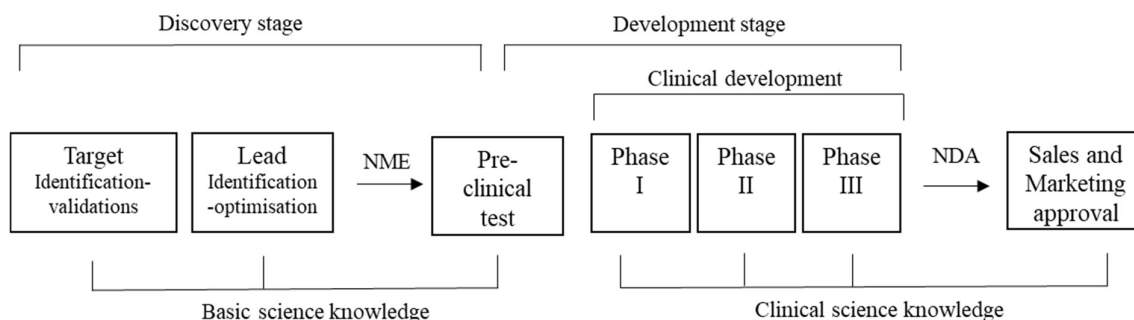 Discovery stage
Development stage
Clinical development
Target
Identification-
validations
Lead
Identification
-optimisation
NME
Pre-
clinical
test
Phase
I
Phase
II
Phase
III
NDA
Sales and
Marketing
approval
Basic science knowledge
Clinical science knowledge